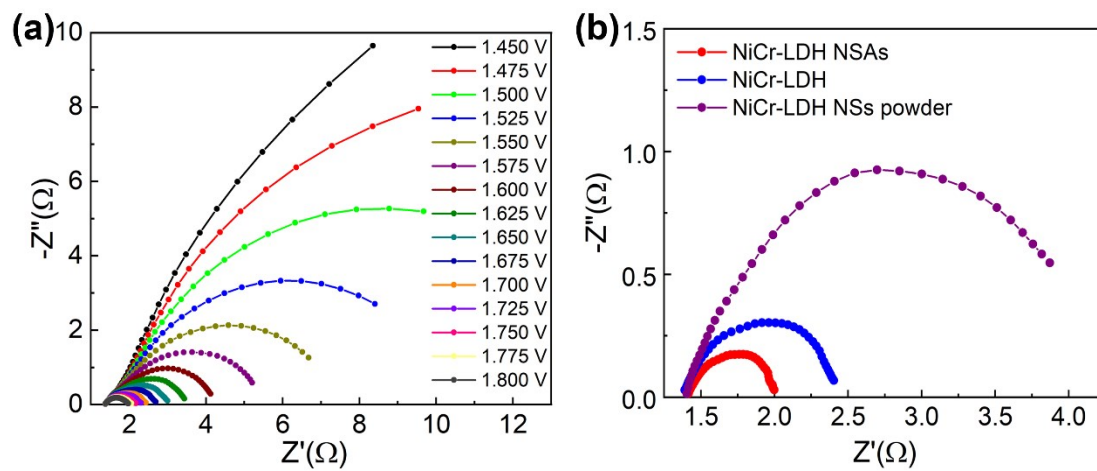 (a)
-Z"(Ω)
10
8
6
4
2
0
2 4 6 8 10 12
Z'(Ω)
1.450 V
1.475 V
1.500 V
1.525 V
1.550 V
1.575 V
1.600 V
1.625 V
1.650 V
1.675 V
1.700 V
1.725 V
1.750 V
1.775 V
1.800 V
(b)
-Z"(Ω)
1.5
1.0
0.5
0.0
1.5 2.0 2.5 3.0 3.5 4.0
Z'(Ω)
NiCr-LDH NSAs
NiCr-LDH
NiCr-LDH NSs powder